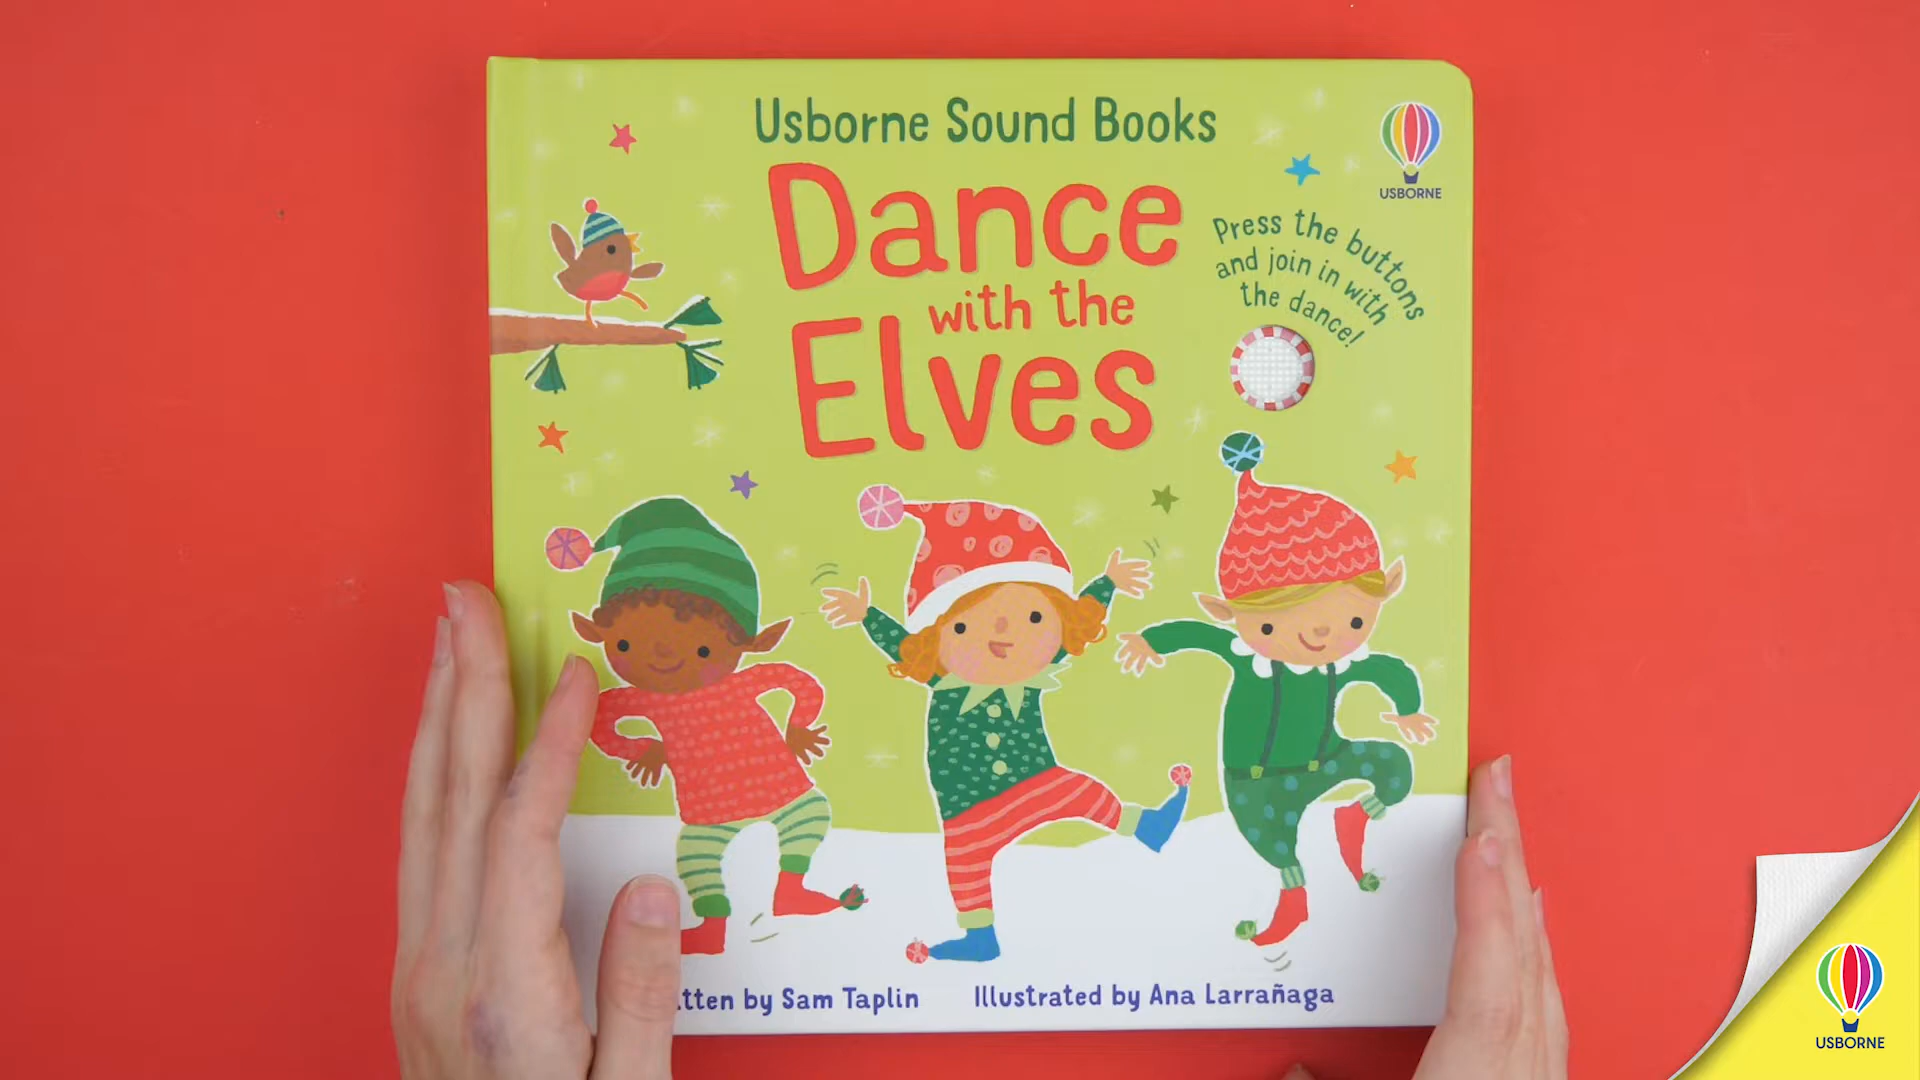 Usborne Sound Books
USBORNE
Dance
with the
Elves
Press the buttons
and join in with
the dance!
tten by Sam Taplin
Illustrated by Ana Larrañaga
USBORNE